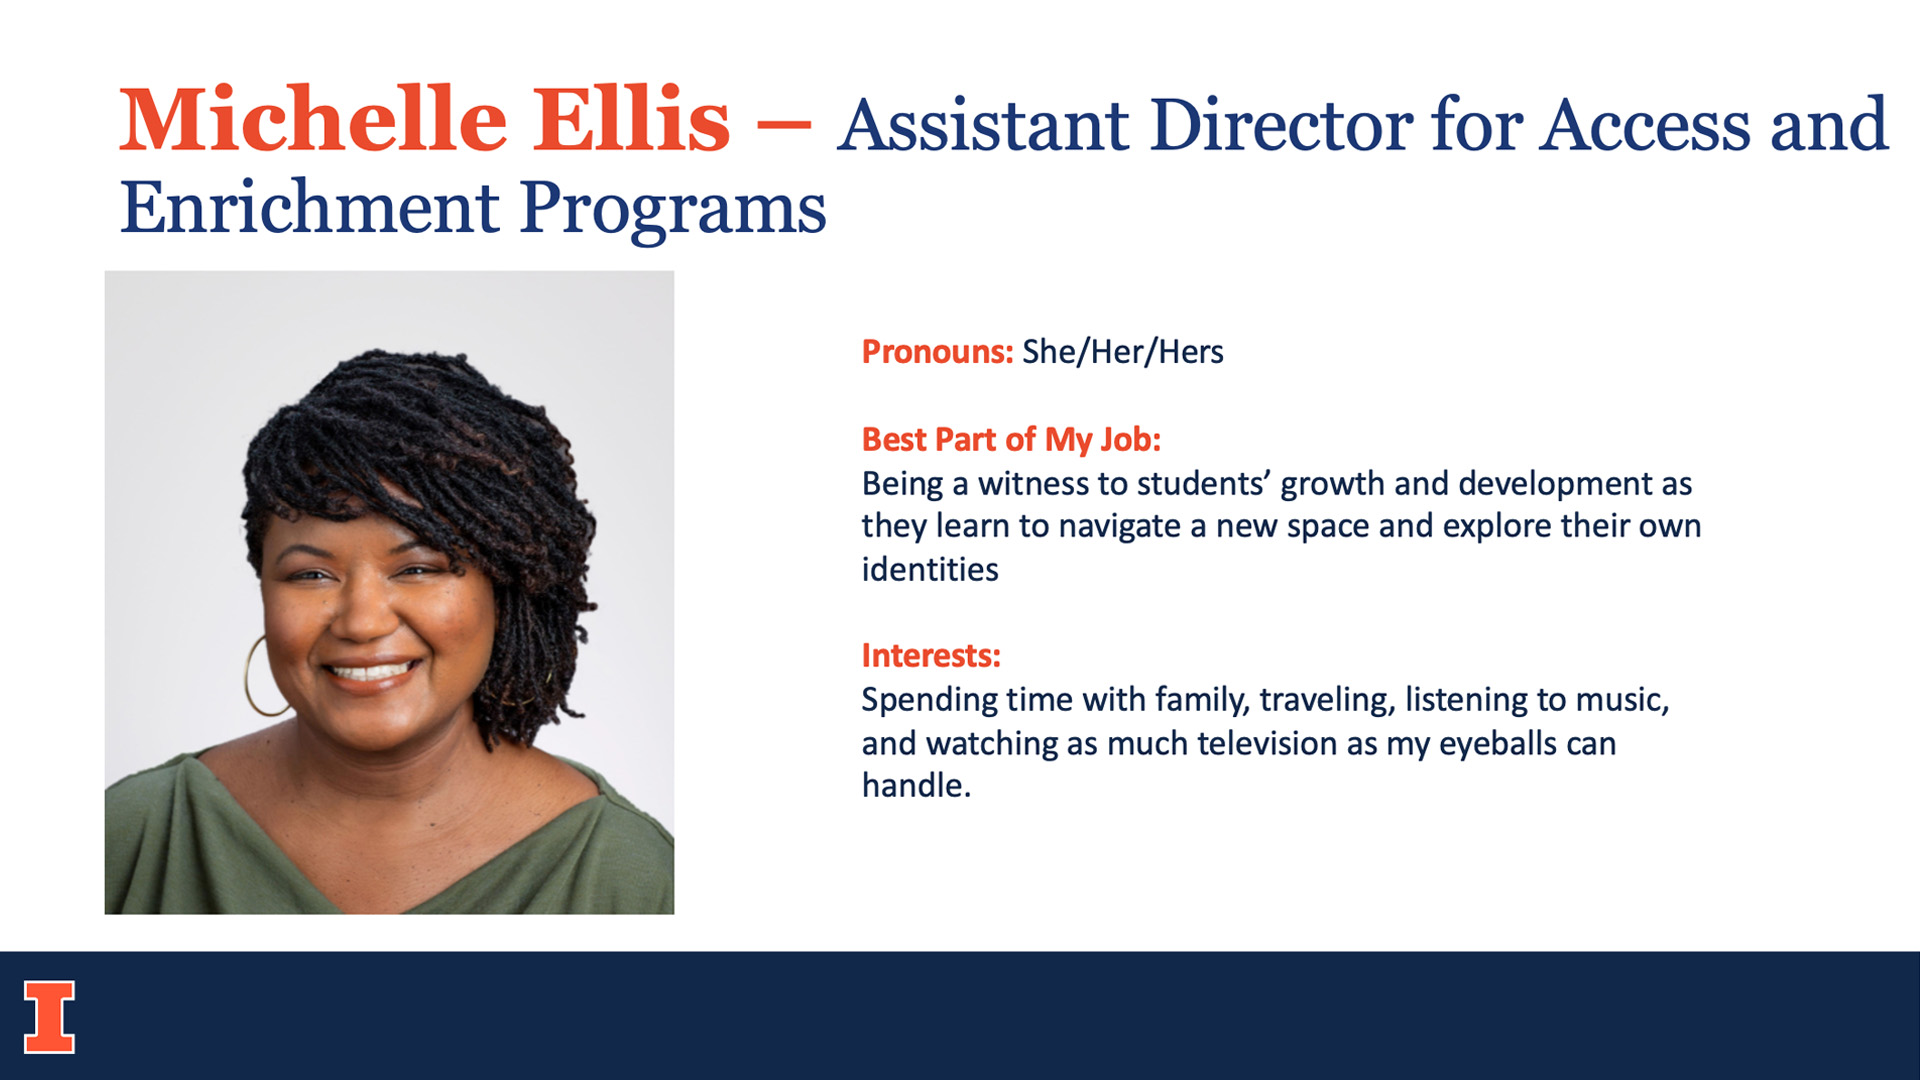 Michelle Ellis – Assistant Director for Access and
Enrichment Programs
Pronouns: She/Her/Hers
Best Part of My Job:
Being a witness to students’ growth and development as
they learn to navigate a new space and explore their own
identities
Interests:
Spending time with family, traveling, listening to music,
and watching as much television as my eyeballs can
handle.
I